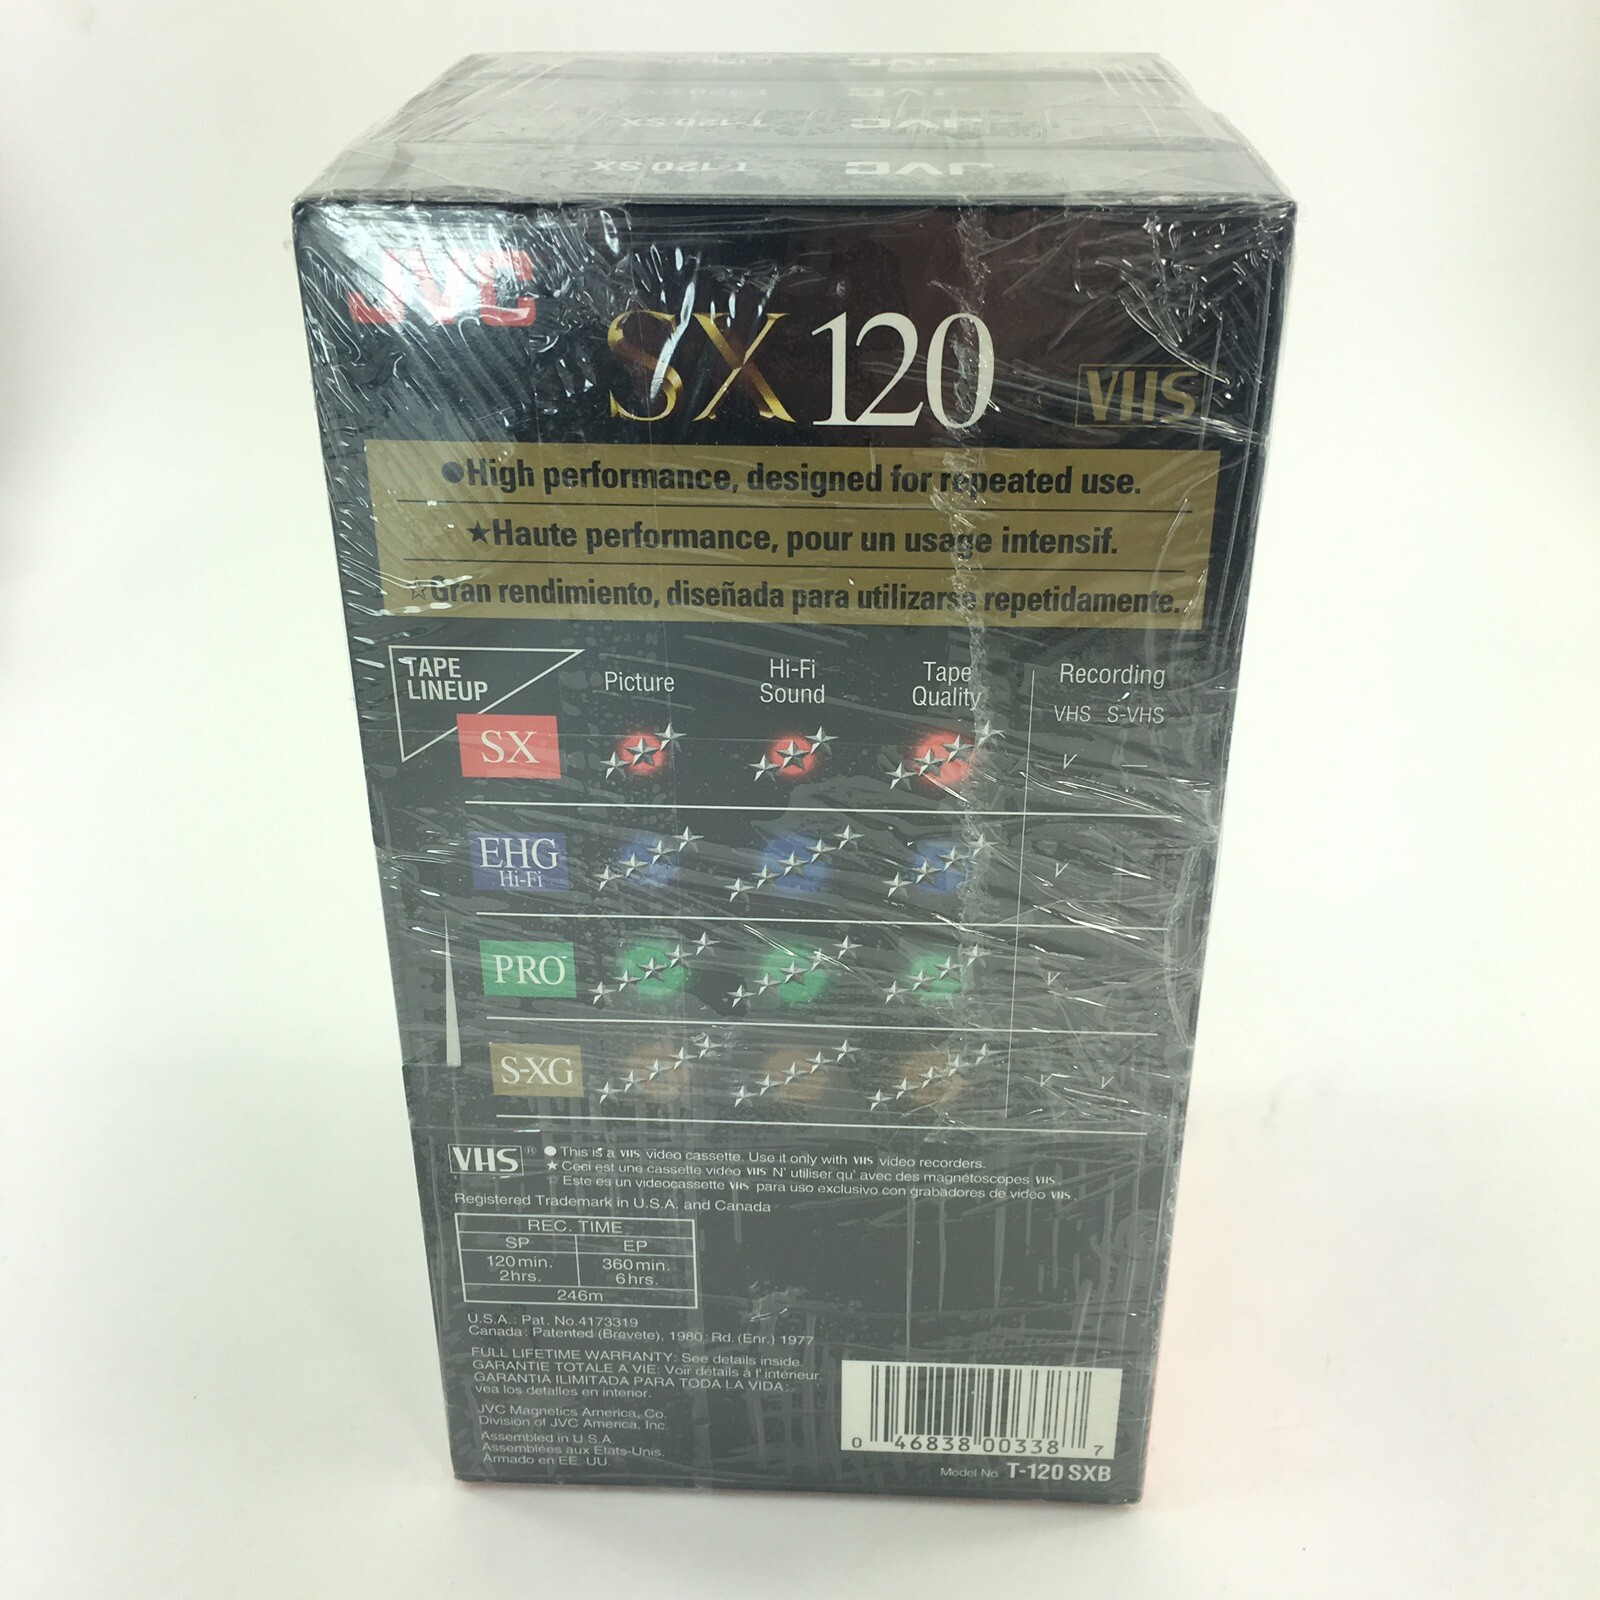 JVC T-120 SX
JVC T-120 SX
JVC T-120 SX
JVC
SX 120
VHS
●High performance, designed for repeated use.
★Haute performance, pour un usage intensif.
☆Gran rendimiento, diseñada para utilizarse repetidamente.
TAPE LINEUP
Picture
Hi-Fi Sound
Tape Quality
Recording
VHS S-VHS
SX
EHG
Hi-Fi
PRO
S-XG
VHS ® ●This is a VHS video cassette. Use it only with VHS video recorders.
★Ceci est une cassette vidéo VHS N' utiliser qu' avec des magnétoscopes VHS.
☆Este es un videocassette VHS para uso exclusivo con grabadores de video VHS.
Registered Trademark in U.S.A. and Canada
REC. TIME
SP EP
120min. 360min.
2hrs. 6hrs.
246m
U.S.A.: Pat. No.4173319
Canada: Patented (Breveté), 1980: Rd. (Enr.) 1977
FULL LIFETIME WARRANTY: See details inside.
GARANTIE TOTALE A VIE: Voir détails à l' intérieur.
GARANTIA ILIMITADA PARA TODA LA VIDA:
vea los detalles en interior.
JVC Magnetics America, Co.
Division of JVC America, Inc.
Assembled in U.S.A.
Assemblées aux Etats-Unis.
Armado en EE. UU.
0 46838 00338 7
Model No. T-120 SXB